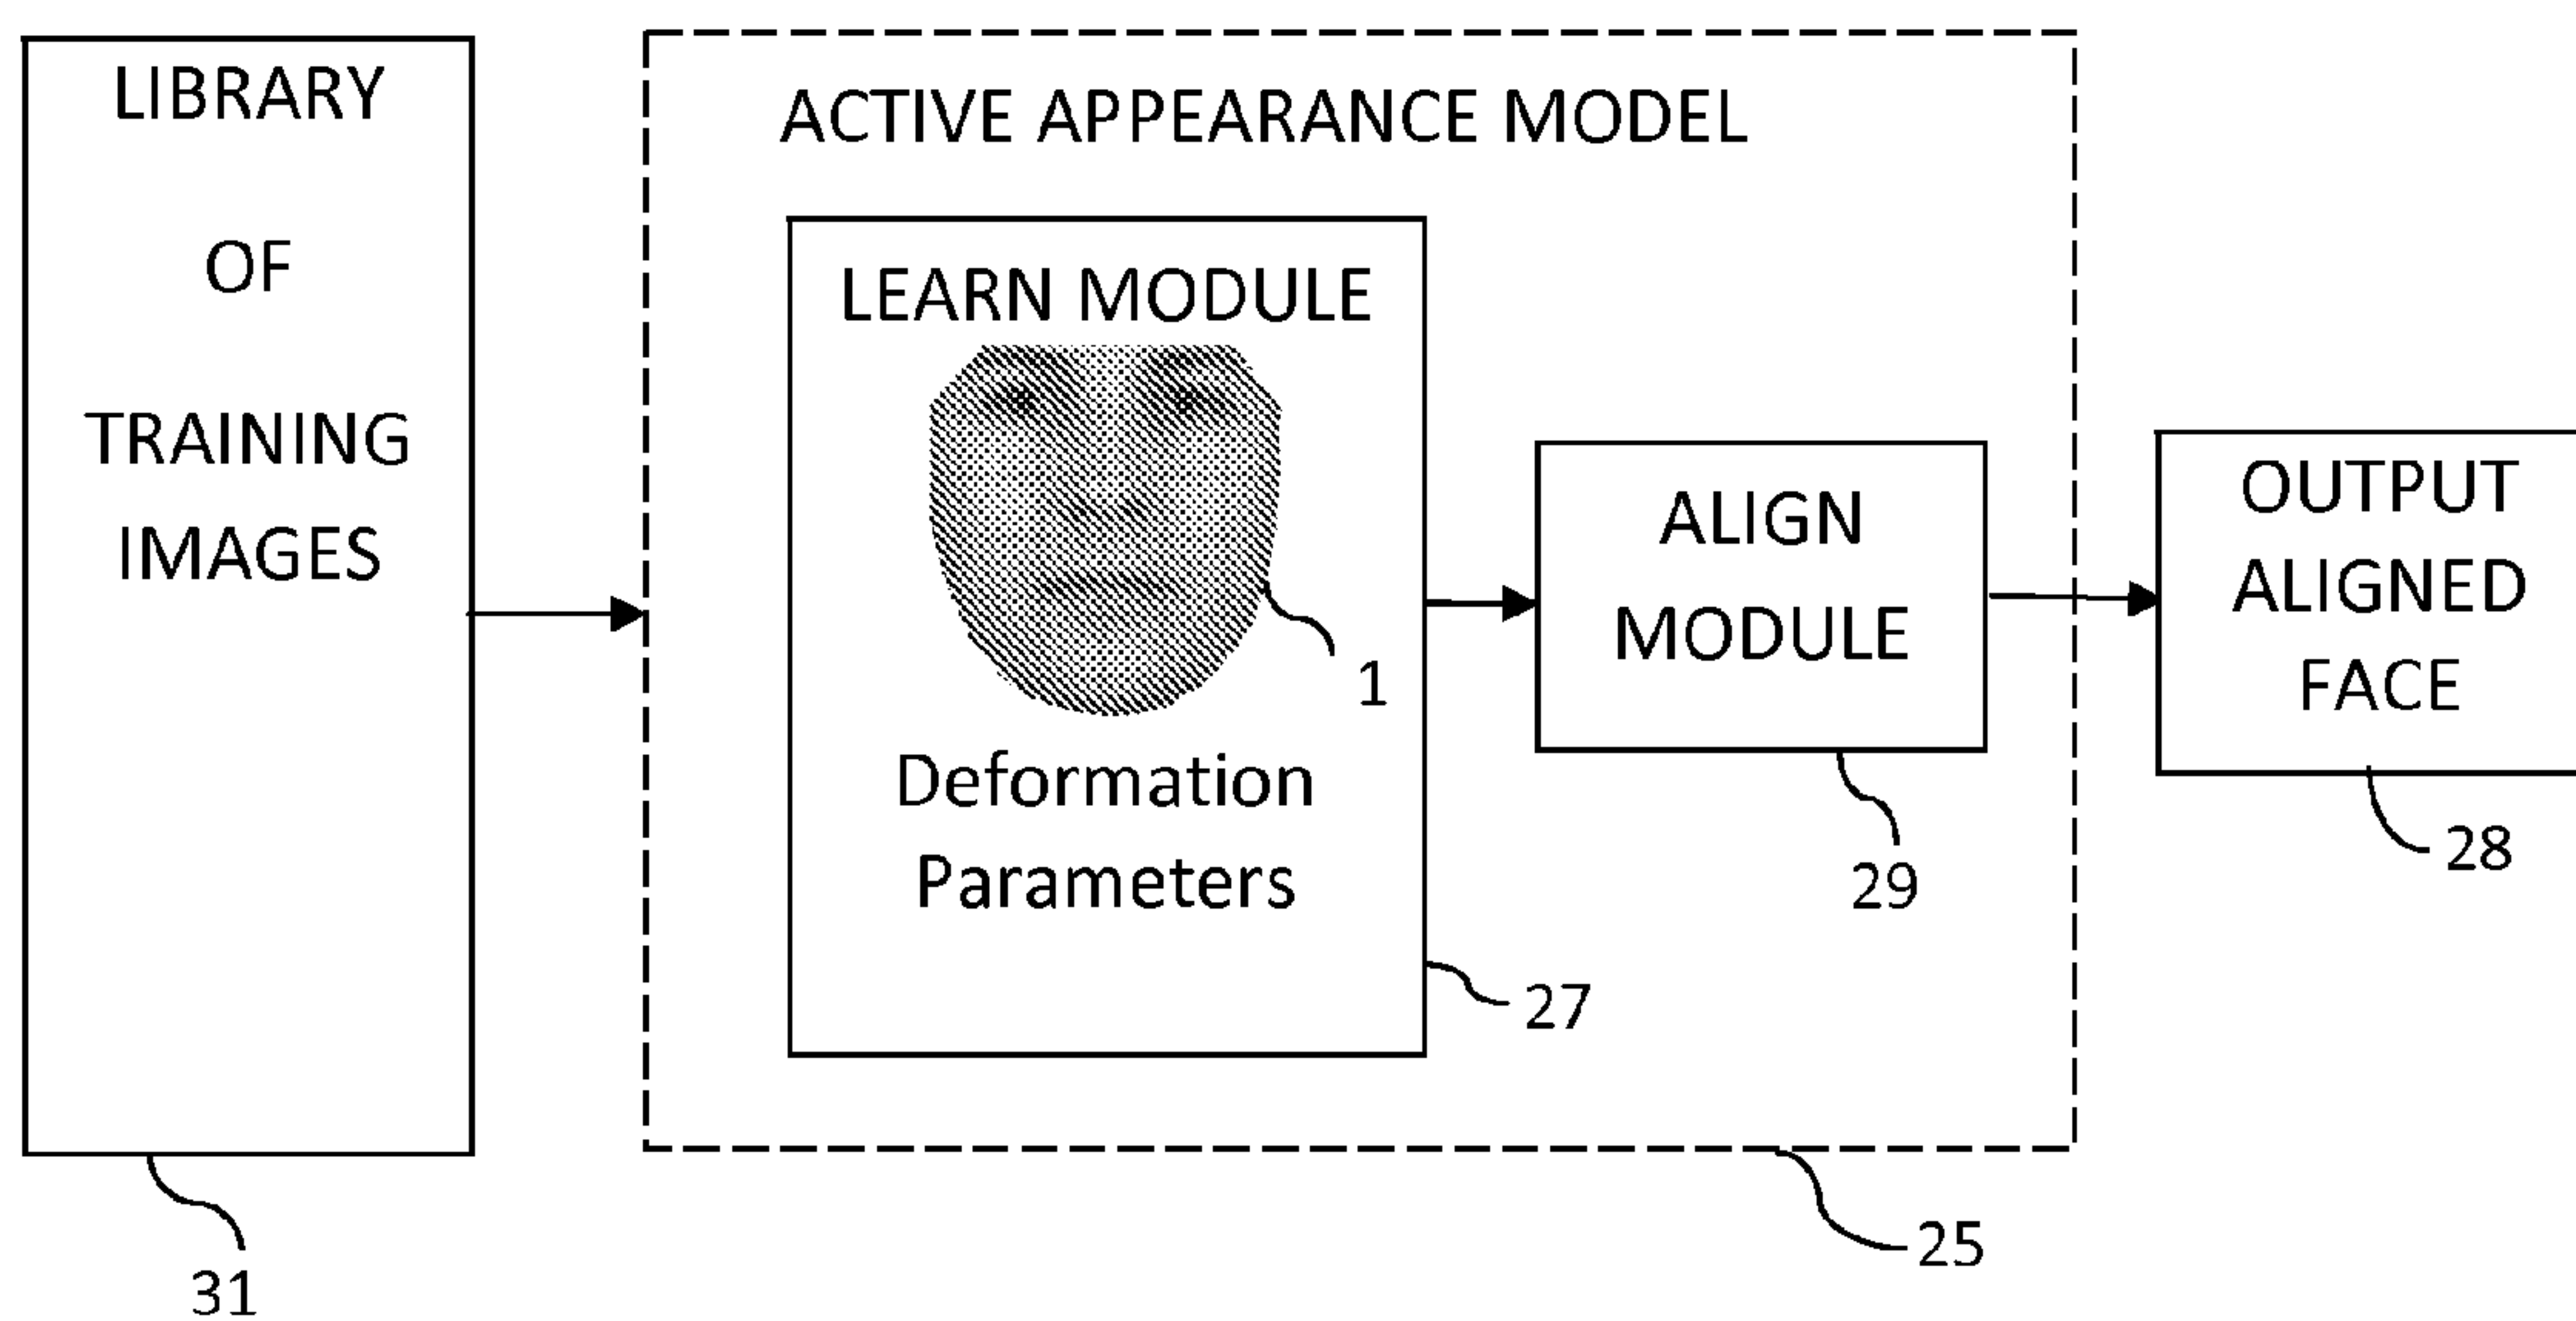 LIBRARY
OF
TRAINING
IMAGES
31
ACTIVE APPEARANCE MODEL
LEARN MODULE
1
Deformation
Parameters
27
ALIGN
MODULE
29
25
OUTPUT
ALIGNED
FACE
28